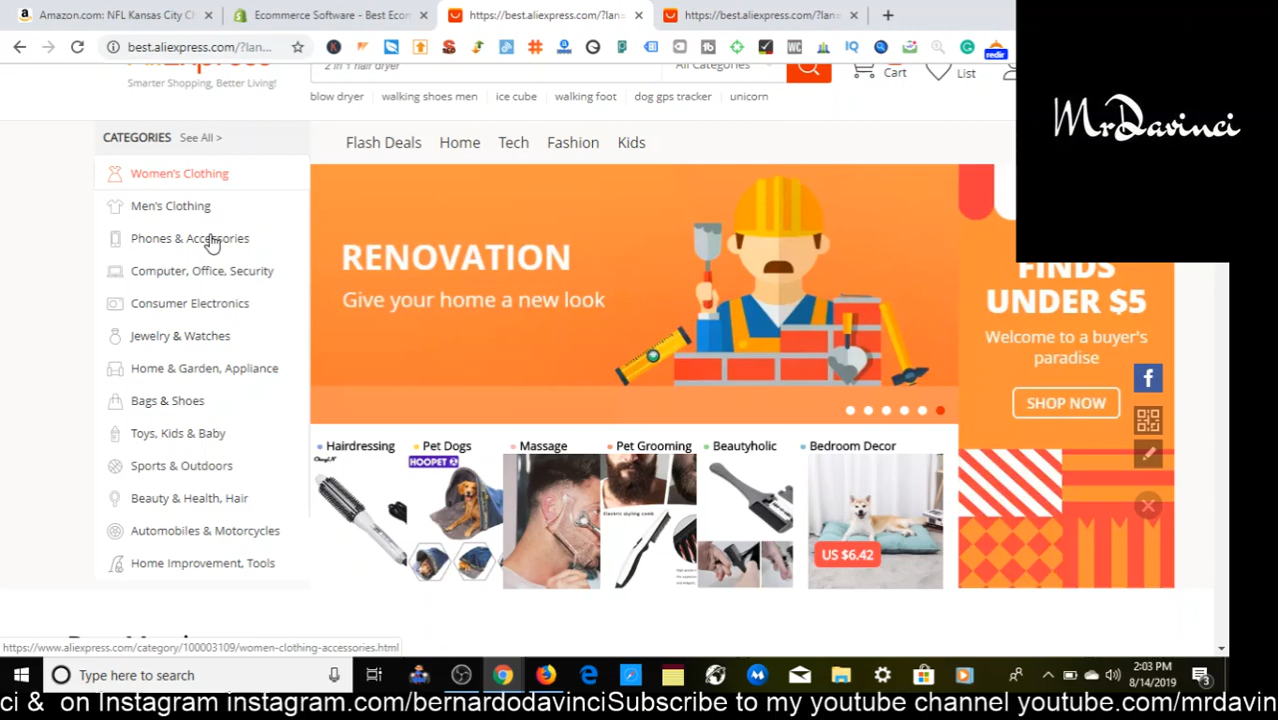 Amazon.com: NFL Kansas City C
Ecommerce Software - Best Ecom
https://best.aliexpress.com/?lan=
https://best.aliexpress.com/?lan=
best.aliexpress.com/?lan...
redir
Smarter Shopping, Better Living!
2 in 1 hair dryer
All Categories
Cart
List
blow dryer walking shoes men ice cube walking foot dog gps tracker unicorn
MrDavinci
CATEGORIES See All >
Flash Deals Home Tech Fashion Kids
Women's Clothing
Men's Clothing
Phones & Accessories
Computer, Office, Security
Consumer Electronics
Jewelry & Watches
Home & Garden, Appliance
Bags & Shoes
Toys, Kids & Baby
Sports & Outdoors
Beauty & Health, Hair
Automobiles & Motorcycles
Home Improvement, Tools
RENOVATION
Give your home a new look
FINDS
UNDER $5
Welcome to a buyer's
paradise
SHOP NOW
Hairdressing Pet Dogs Massage Pet Grooming Beautyholic Bedroom Decor
HOOPET
Electric styling comb
US $6.42
https://www.aliexpress.com/category/100003109/women-clothing-accessories.html
Type here to search
2:03 PM
8/14/2019
3
ci & on Instagram instagram.com/bernardodavinciSubscribe to my youtube channel youtube.com/mrdavin